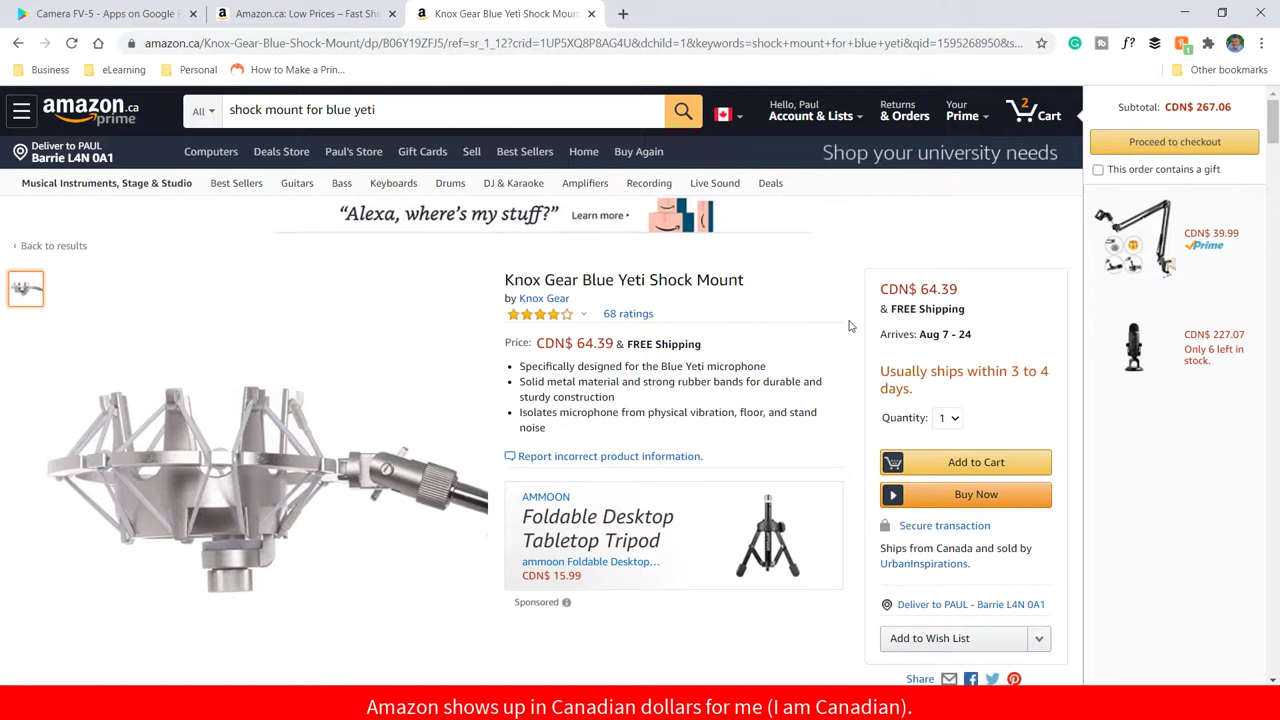 Camera FV-5 - Apps on Google P
Amazon.ca: Low Prices – Fast Shi
Knox Gear Blue Yeti Shock Mount
amazon.ca/Knox-Gear-Blue-Shock-Mount/dp/B06Y19ZFJ5/ref=sr_1_12?crid=1UP5XQ8P8AG4U&dchild=1&keywords=shock+mount+for+blue+yeti&qid=1595268950&s...
Business
eLearning
Personal
How to Make a Prin...
Other bookmarks
amazon.ca
prime
All
shock mount for blue yeti
Hello, Paul
Account & Lists
Returns
& Orders
Your
Prime
2
Cart
Deliver to PAUL
Barrie L4N 0A1
Computers
Deals Store
Paul's Store
Gift Cards
Sell
Best Sellers
Home
Buy Again
Shop your university needs
Musical Instruments, Stage & Studio
Best Sellers
Guitars
Bass
Keyboards
Drums
DJ & Karaoke
Amplifiers
Recording
Live Sound
Deals
“Alexa, where’s my stuff?”
Learn more
‹ Back to results
Knox Gear Blue Yeti Shock Mount
by Knox Gear
68 ratings
Price: CDN$ 64.39 & FREE Shipping
• Specifically designed for the Blue Yeti microphone
• Solid metal material and strong rubber bands for durable and
sturdy construction
• Isolates microphone from physical vibration, floor, and stand
noise
Report incorrect product information.
AMMOON
Foldable Desktop
Tabletop Tripod
ammoon Foldable Desktop...
CDN$ 15.99
Sponsored
CDN$ 64.39
& FREE Shipping
Arrives: Aug 7 - 24
Usually ships within 3 to 4
days.
Quantity: 1
Add to Cart
Buy Now
Secure transaction
Ships from Canada and sold by
UrbanInspirations.
Deliver to PAUL - Barrie L4N 0A1
Add to Wish List
Share
Subtotal: CDN$ 267.06
Proceed to checkout
This order contains a gift
CDN$ 39.99
Prime
CDN$ 227.07
Only 6 left in
stock.
Amazon shows up in Canadian dollars for me (I am Canadian).